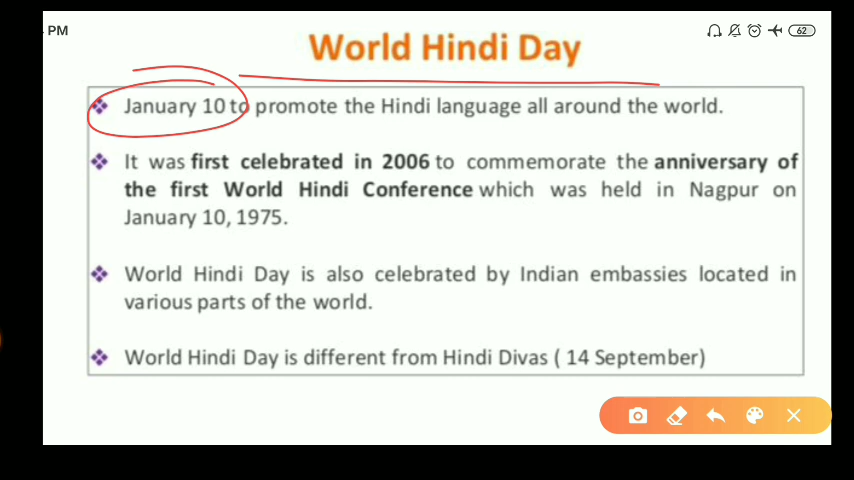 PM
62
World Hindi Day
❖ January 10 to promote the Hindi language all around the world.
❖ It was first celebrated in 2006 to commemorate the anniversary of
the first World Hindi Conference which was held in Nagpur on
January 10, 1975.
❖ World Hindi Day is also celebrated by Indian embassies located in
various parts of the world.
❖ World Hindi Day is different from Hindi Divas ( 14 September)